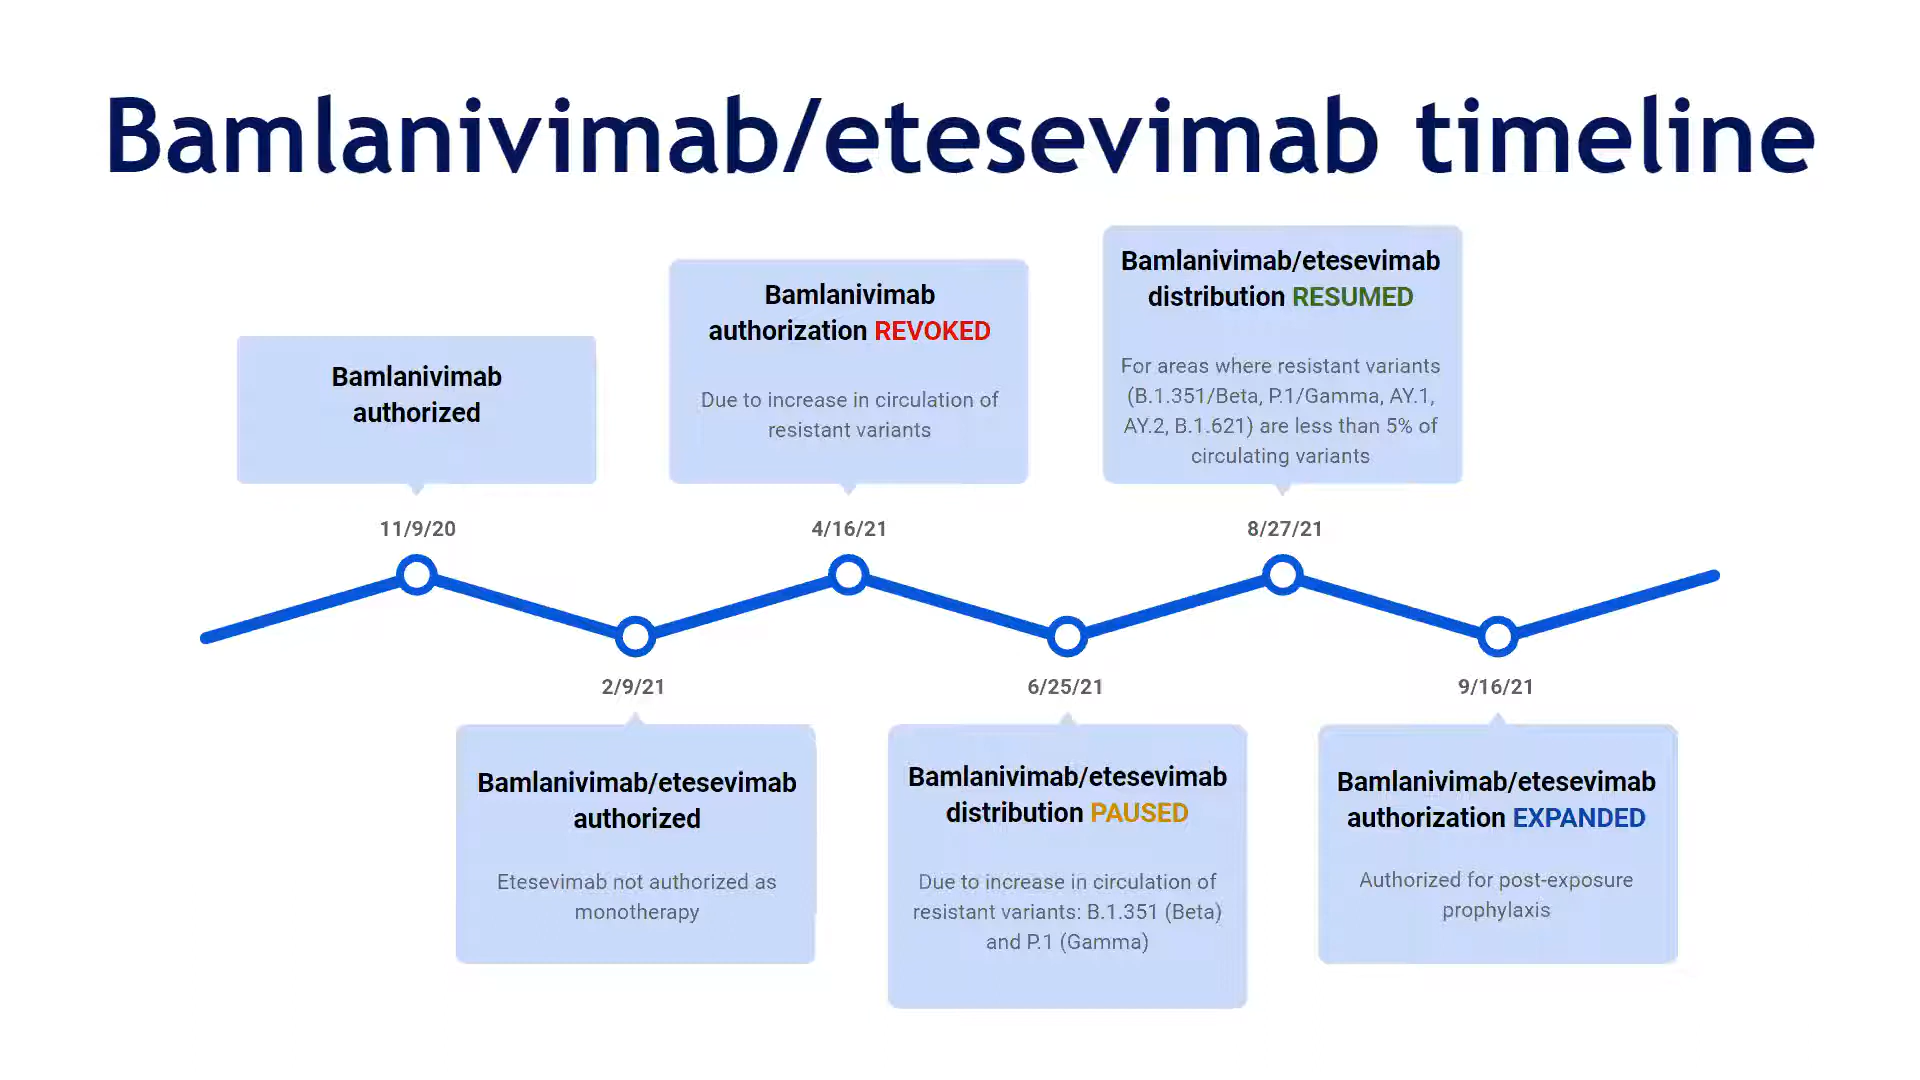 Bamlanivimab/etesevimab timeline
Bamlanivimab
authorized
11/9/20
Bamlanivimab/etesevimab
authorized
Etesevimab not authorized as
monotherapy
2/9/21
Bamlanivimab
authorization REVOKED
Due to increase in circulation of
resistant variants
4/16/21
Bamlanivimab/etesevimab
distribution PAUSED
Due to increase in circulation of
resistant variants: B.1.351 (Beta)
and P.1 (Gamma)
6/25/21
Bamlanivimab/etesevimab
distribution RESUMED
For areas where resistant variants
(B.1.351/Beta, P.1/Gamma, AY.1,
AY.2, B.1.621) are less than 5% of
circulating variants
8/27/21
Bamlanivimab/etesevimab
authorization EXPANDED
Authorized for post-exposure
prophylaxis
9/16/21